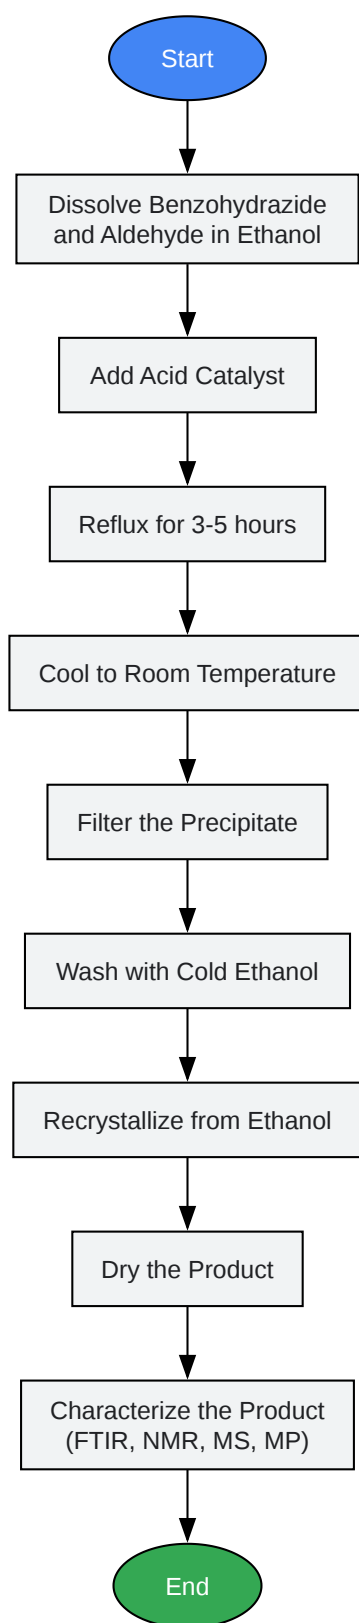 Start
Dissolve Benzohydrazide
and Aldehyde in Ethanol
Add Acid Catalyst
Reflux for 3-5 hours
Cool to Room Temperature
Filter the Precipitate
Wash with Cold Ethanol
Recrystallize from Ethanol
Dry the Product
Characterize the Product
(FTIR, NMR, MS, MP)
End